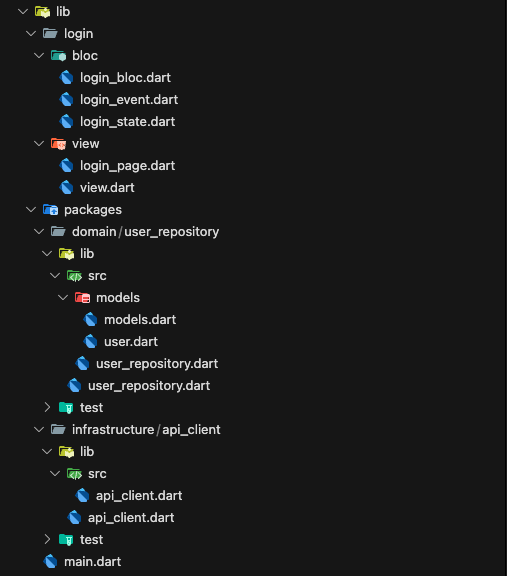 lib
login
bloc
login_bloc.dart
login_event.dart
login_state.dart
view
login_page.dart
view.dart
packages
domain/user_repository
lib
src
models
models.dart
user.dart
user_repository.dart
user_repository.dart
test
infrastructure/api_client
lib
src
api_client.dart
api_client.dart
test
main.dart